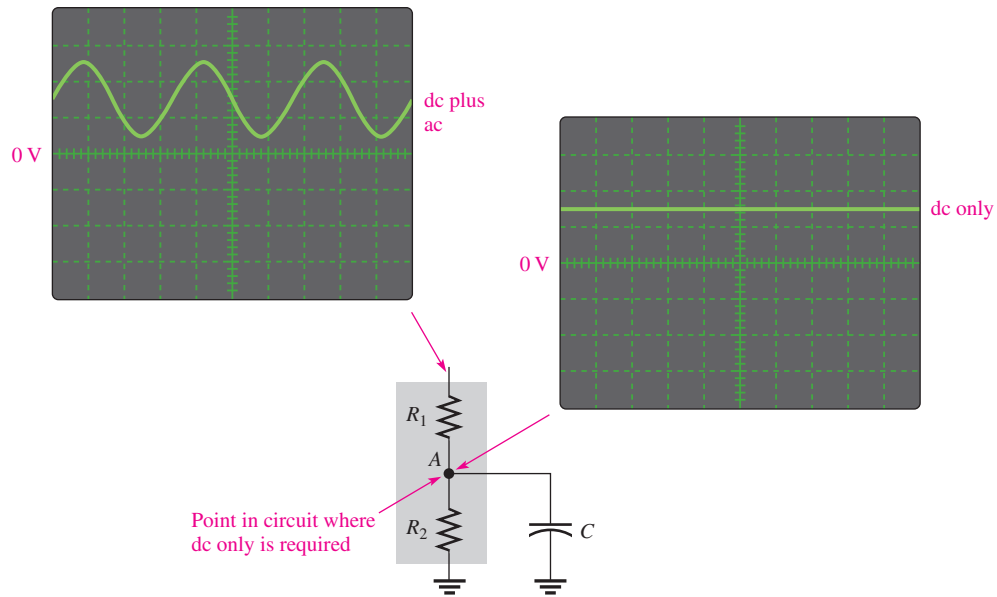 dc plus
ac
0 V
dc only
0 V
R1
A
Point in circuit where
dc only is required
R2
C